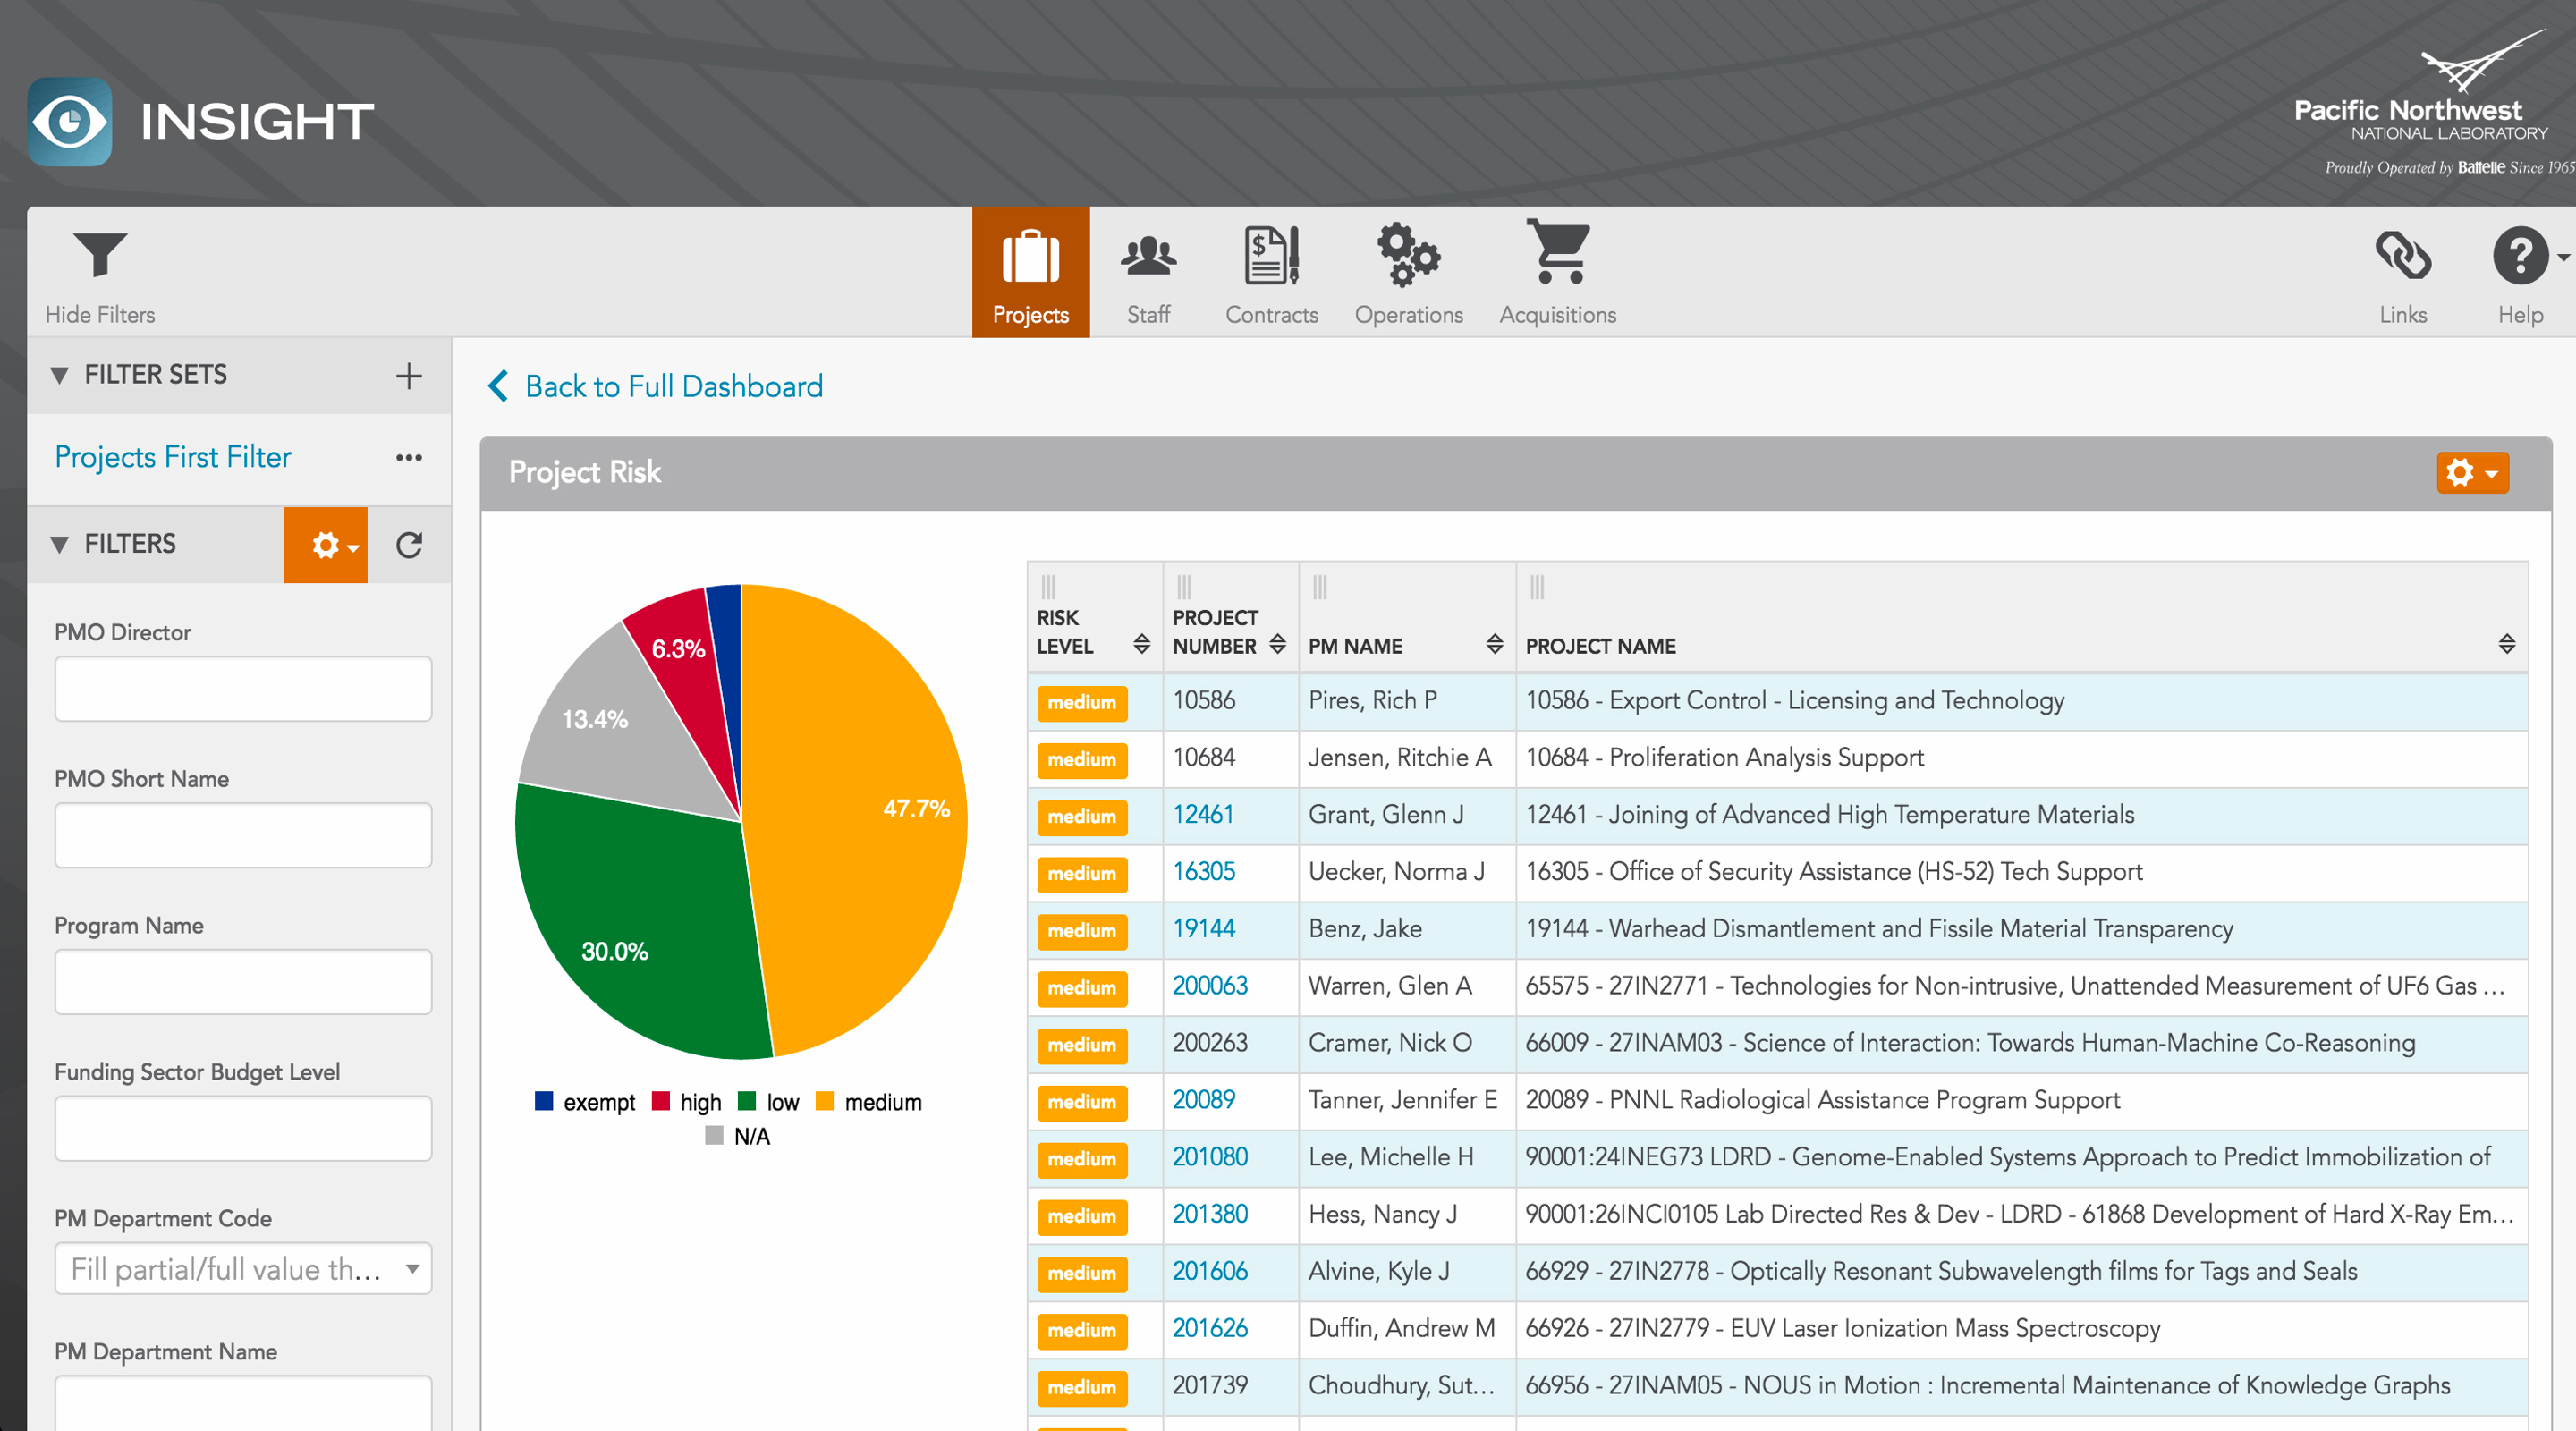 INSIGHT
Pacific Northwest
NATIONAL LABORATORY
Proudly Operated by Battelle Since 1965
Hide Filters
Projects
Staff
Contracts
Operations
Acquisitions
Links
Help
FILTER SETS
Projects First Filter
FILTERS
PMO Director
PMO Short Name
Program Name
Funding Sector Budget Level
PM Department Code
Fill partial/full value th...
PM Department Name
Back to Full Dashboard
Project Risk
47.7%
30.0%
13.4%
6.3%
exempt high low medium
N/A
RISK LEVEL PROJECT NUMBER PM NAME PROJECT NAME
medium 10586 Pires, Rich P 10586 - Export Control - Licensing and Technology
medium 10684 Jensen, Ritchie A 10684 - Proliferation Analysis Support
medium 12461 Grant, Glenn J 12461 - Joining of Advanced High Temperature Materials
medium 16305 Uecker, Norma J 16305 - Office of Security Assistance (HS-52) Tech Support
medium 19144 Benz, Jake 19144 - Warhead Dismantlement and Fissile Material Transparency
medium 200063 Warren, Glen A 65575 - 27IN2771 - Technologies for Non-intrusive, Unattended Measurement of UF6 Gas ...
medium 200263 Cramer, Nick O 66009 - 27INAM03 - Science of Interaction: Towards Human-Machine Co-Reasoning
medium 20089 Tanner, Jennifer E 20089 - PNNL Radiological Assistance Program Support
medium 201080 Lee, Michelle H 90001:24INEG73 LDRD - Genome-Enabled Systems Approach to Predict Immobilization of
medium 201380 Hess, Nancy J 90001:26INCI0105 Lab Directed Res & Dev - LDRD - 61868 Development of Hard X-Ray Em...
medium 201606 Alvine, Kyle J 66929 - 27IN2778 - Optically Resonant Subwavelength films for Tags and Seals
medium 201626 Duffin, Andrew M 66926 - 27IN2779 - EUV Laser Ionization Mass Spectroscopy
medium 201739 Choudhury, Sut... 66956 - 27INAM05 - NOUS in Motion : Incremental Maintenance of Knowledge Graphs